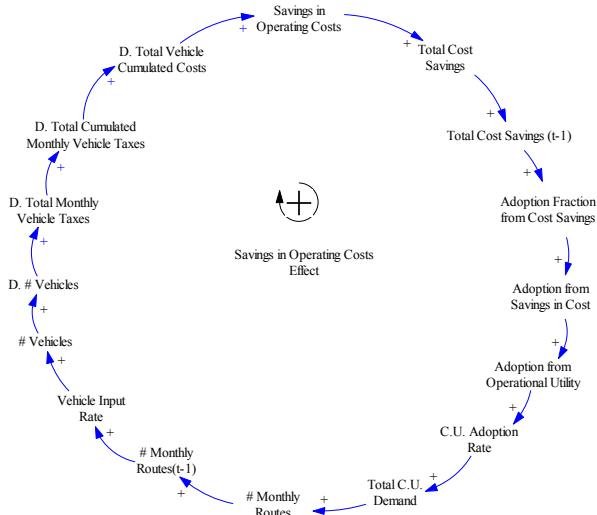 Savings in
Operating Costs
+
+
Total Cost
Savings
+
Total Cost Savings (t-1)
+
Adoption Fraction
from Cost Savings
+
Adoption from
Savings in Cost
+
Adoption from
Operational Utility
+
C.U. Adoption
Rate
+
Total C.U.
Demand
+
# Monthly
Routes
+
# Monthly
Routes(t-1)
+
Vehicle Input
Rate
+
# Vehicles
+
D. # Vehicles
+
D. Total Monthly
Vehicle Taxes
+
D. Total Cumulated
Monthly Vehicle Taxes
+
D. Total Vehicle
Cumulated Costs
+
Savings in Operating Costs
Effect